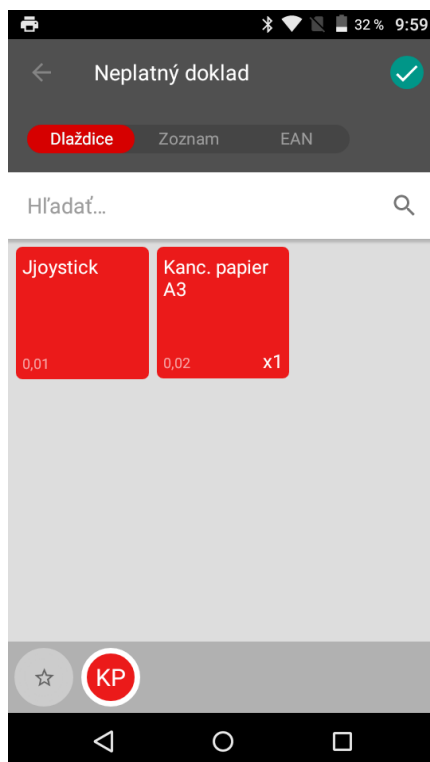 32 % 9:59
Neplatný doklad
Dlaždice Zoznam EAN
Hľadať...
Jjoystick
0,01
Kanc. papier
A3
0,02 x1
KP